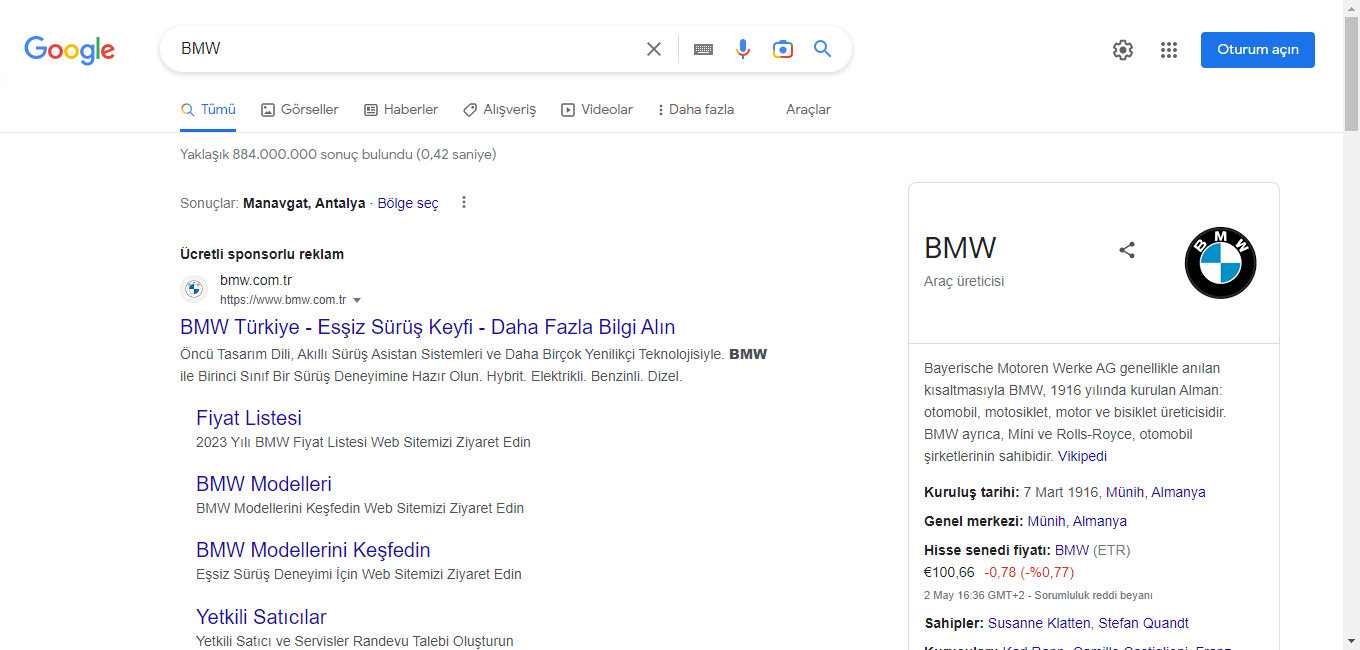 Google
BMW
Oturum açın
Tümü
Görseller
Haberler
Alışveriş
Videolar
Daha fazla
Araçlar
Yaklaşık 884.000.000 sonuç bulundu (0,42 saniye)
Sonuçlar: Manavgat, Antalya · Bölge seç
Ücretli sponsorlu reklam
bmw.com.tr
https://www.bmw.com.tr
BMW Türkiye - Eşsiz Sürüş Keyfi - Daha Fazla Bilgi Alın
Öncü Tasarım Dili, Akıllı Sürüş Asistan Sistemleri ve Daha Birçok Yenilikçi Teknolojisiyle. BMW
ile Birinci Sınıf Bir Sürüş Deneyimine Hazır Olun. Hybrit. Elektrikli. Benzinli. Dizel.
Fiyat Listesi
2023 Yılı BMW Fiyat Listesi Web Sitemizi Ziyaret Edin
BMW Modelleri
BMW Modellerini Keşfedin Web Sitemizi Ziyaret Edin
BMW Modellerini Keşfedin
Eşsiz Sürüş Deneyimi İçin Web Sitemizi Ziyaret Edin
Yetkili Satıcılar
Yetkili Satıcı ve Servisler Randevu Talebi Oluşturun
BMW
Araç üreticisi
BMW
Bayerische Motoren Werke AG genellikle anılan
kısaltmasıyla BMW, 1916 yılında kurulan Alman:
otomobil, motosiklet, motor ve bisiklet üreticisidir.
BMW ayrıca, Mini ve Rolls-Royce, otomobil
şirketlerinin sahibidir. Vikipedi
Kuruluş tarihi: 7 Mart 1916, Münih, Almanya
Genel merkezi: Münih, Almanya
Hisse senedi fiyatı: BMW (ETR)
€100,66 -0,78 (-%0,77)
2 May 16:36 GMT+2 - Sorumluluk reddi beyanı
Sahipler: Susanne Klatten, Stefan Quandt
Kurucuları: Karl Rapp, Camillo Castiglioni, Franz